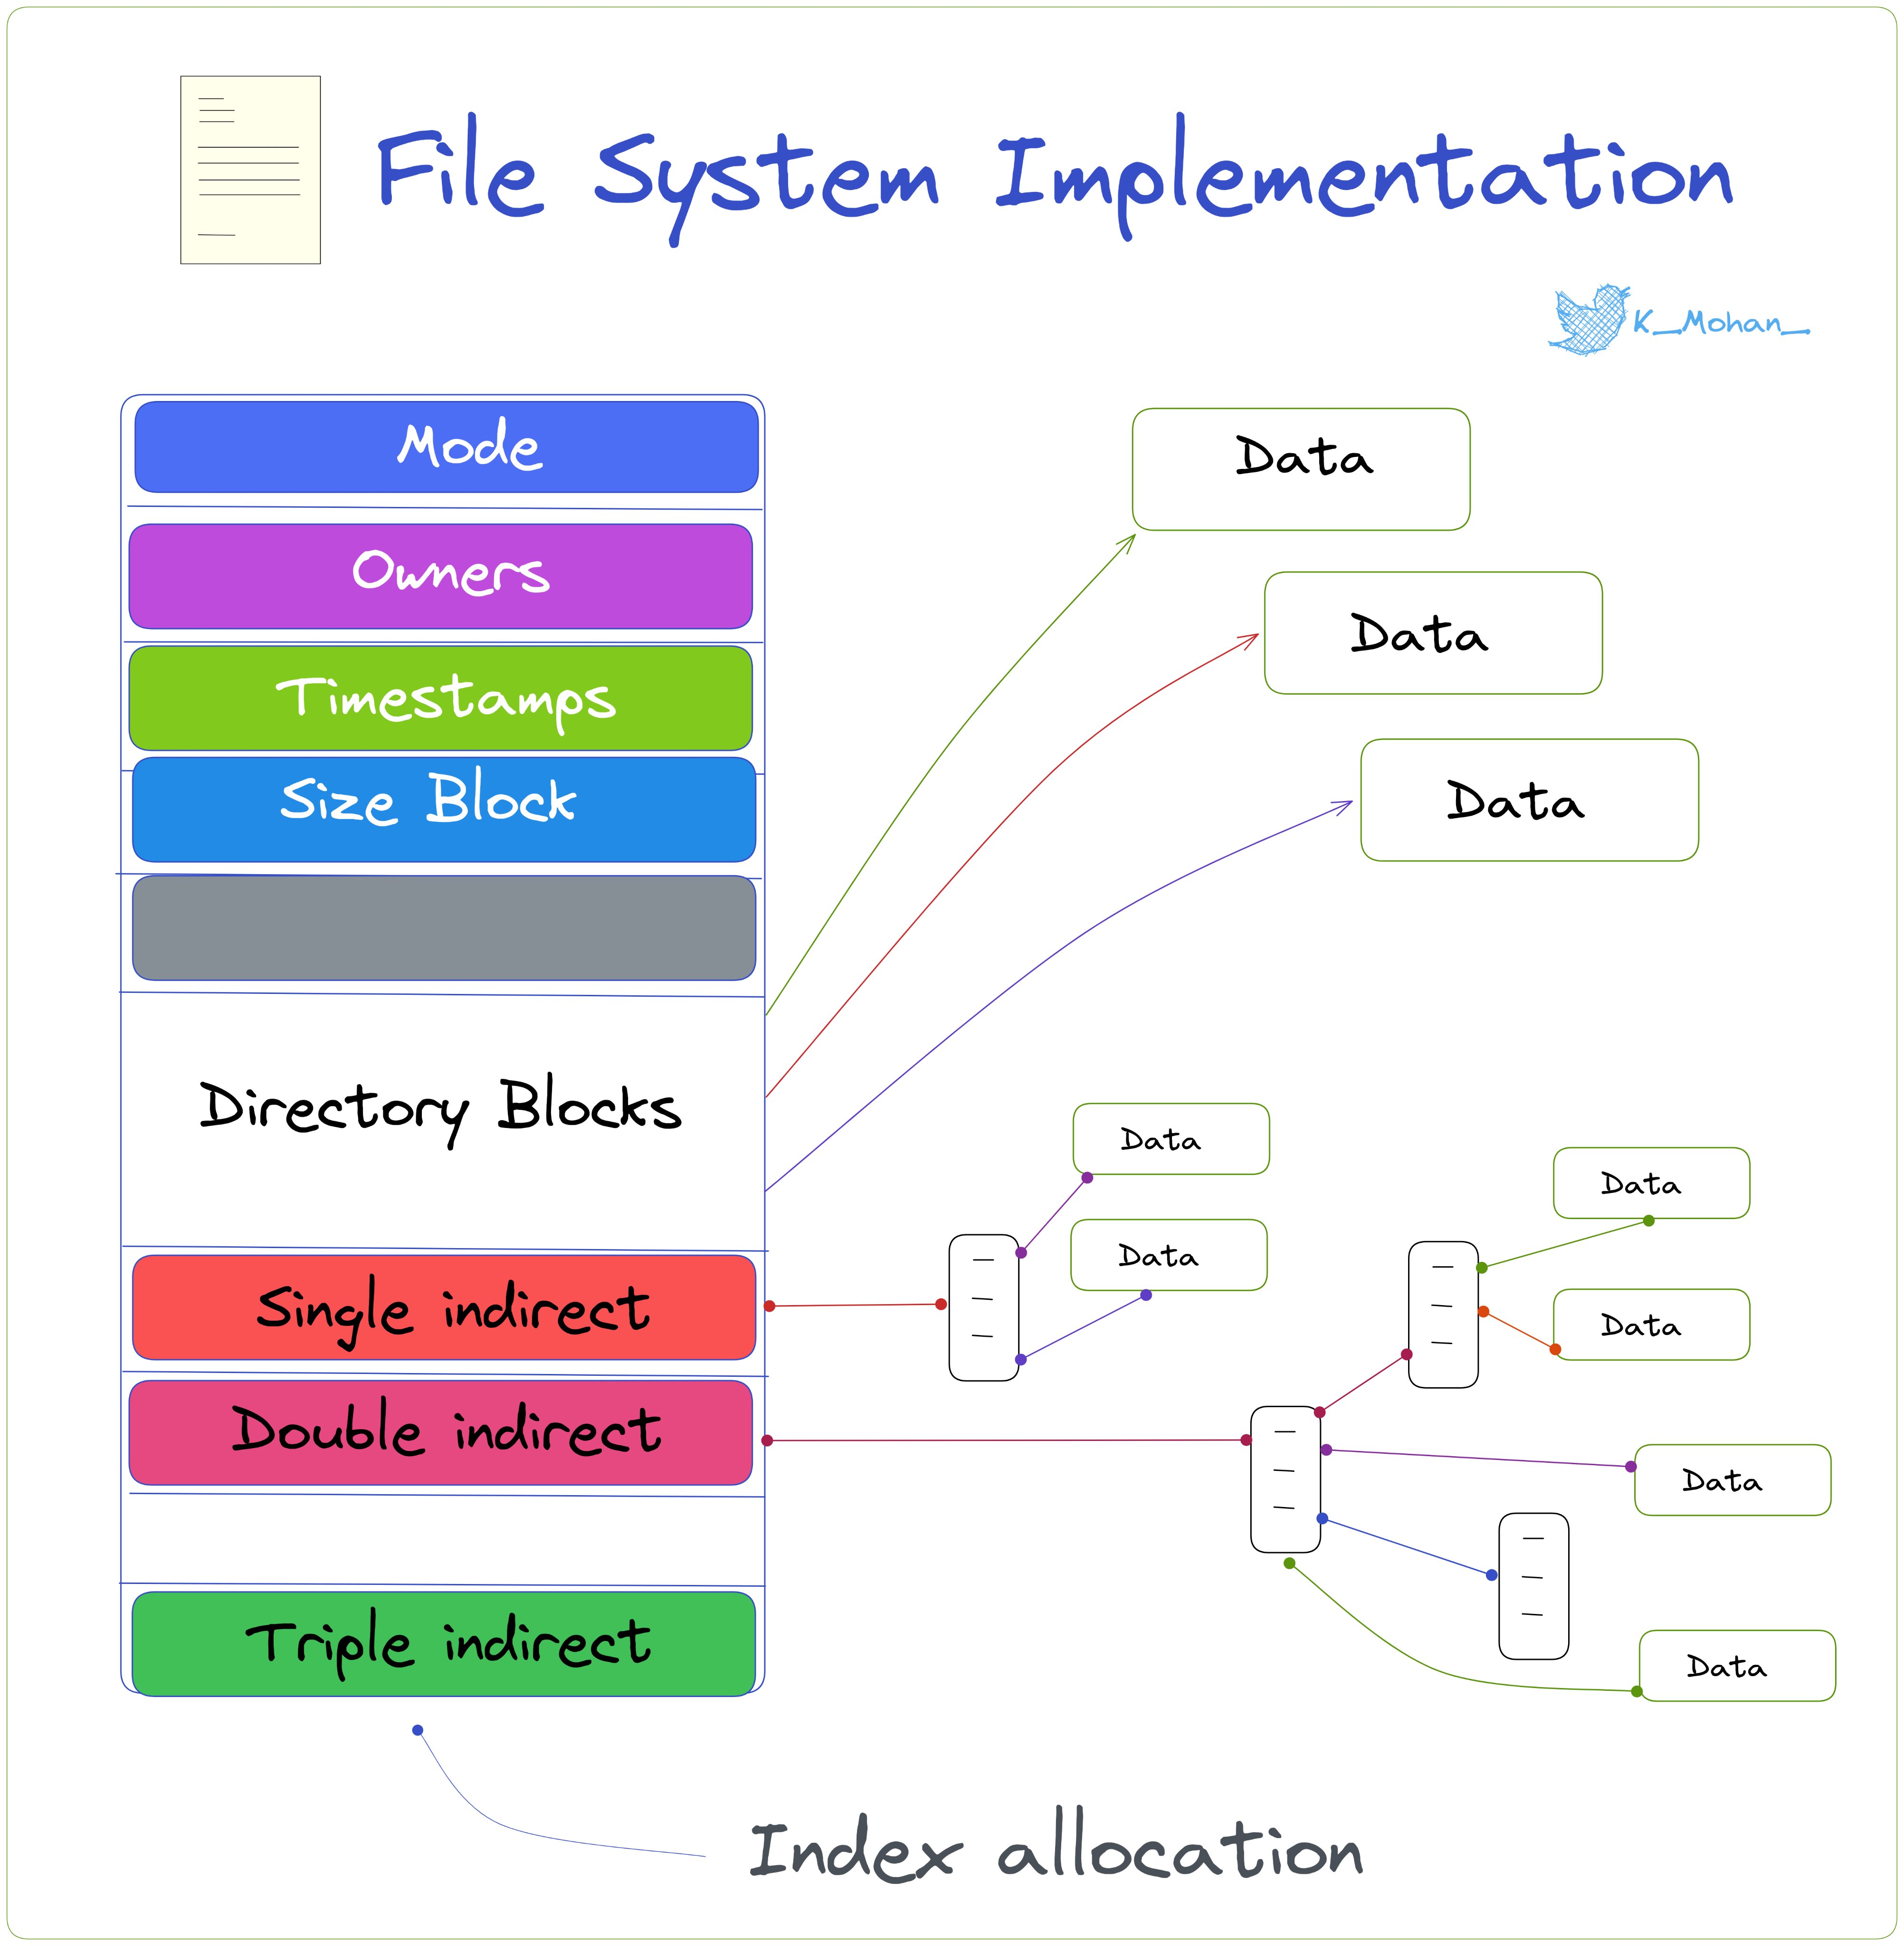 File System Implementation
K_Mohan_
Mode
Owners
Timestamps
Size Block
Directory Blocks
Single indirect
Double indirect
Triple indirect
Data
Data
Data
Data
Data
Data
Data
Data
Data
Index allocation